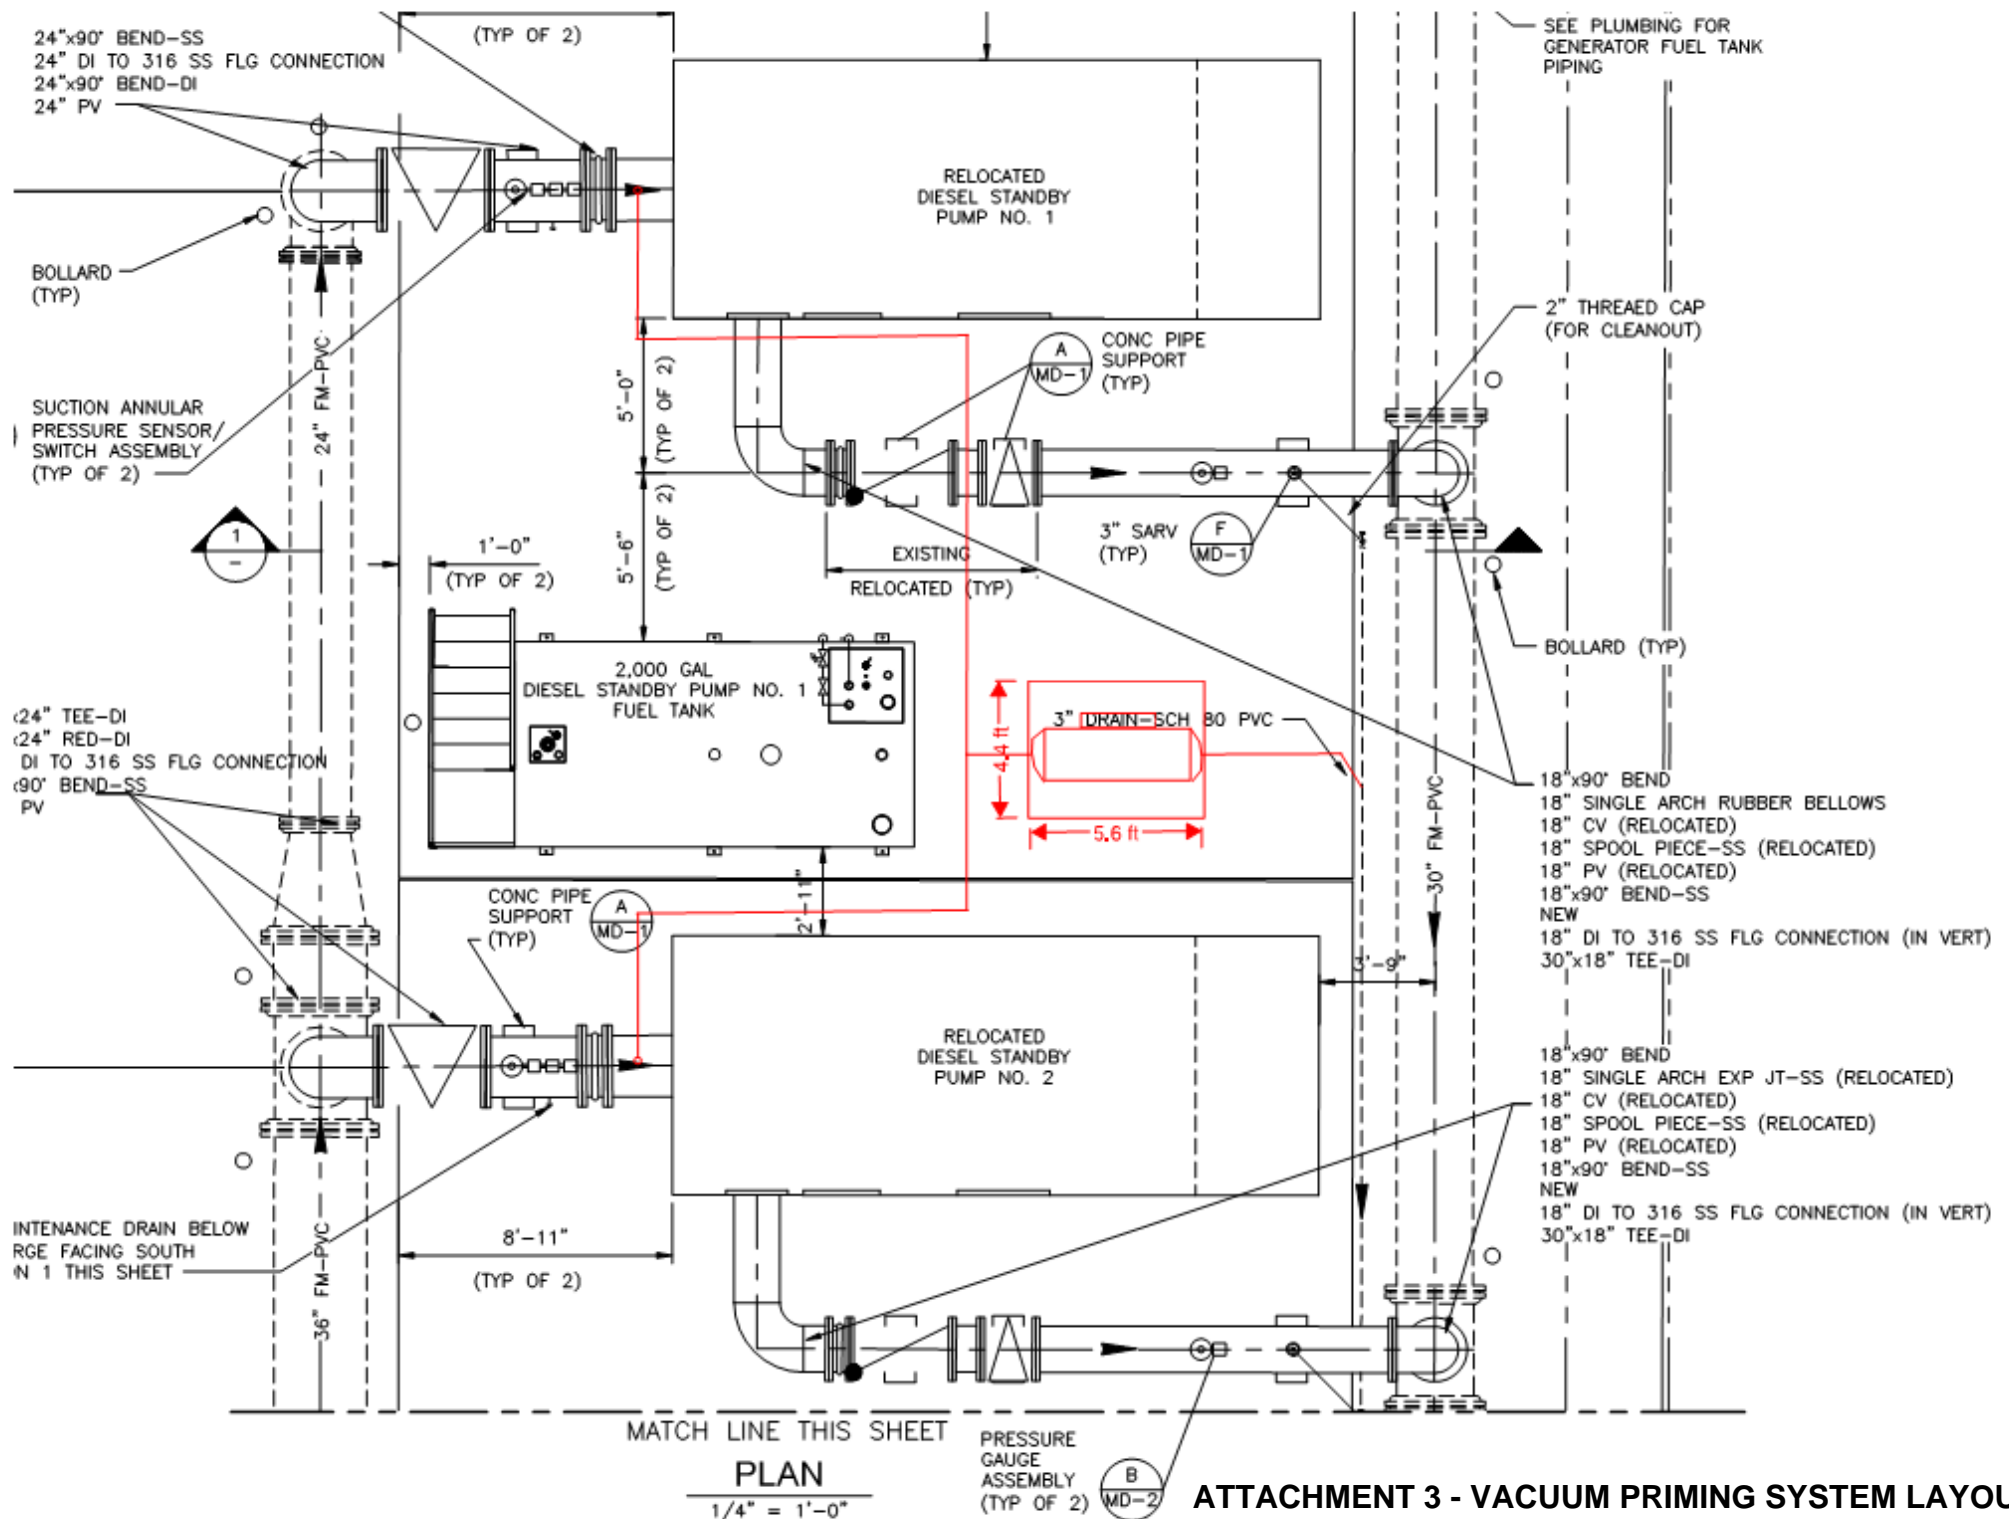 24"x90° BEND-SS
24" DI TO 316 SS FLG CONNECTION
24"x90° BEND-DI
24" PV
(TYP OF 2)
SEE PLUMBING FOR
GENERATOR FUEL TANK
PIPING
RELOCATED
DIESEL STANDBY
PUMP NO. 1
BOLLARD
(TYP)
24" FM-PVC
2" THREAED CAP
(FOR CLEANOUT)
5'-0"
(TYP OF 2)
A
MD-1
CONC PIPE
SUPPORT
(TYP)
SUCTION ANNULAR
PRESSURE SENSOR/
SWITCH ASSEMBLY
(TYP OF 2)
1
-
1'-0"
(TYP OF 2)
5'-6"
(TYP OF 2)
EXISTING
RELOCATED (TYP)
3" SARV
(TYP)
F
MD-1
BOLLARD (TYP)
2,000 GAL
DIESEL STANDBY PUMP NO. 1
FUEL TANK
x24" TEE-DI
x24" RED-DI
DI TO 316 SS FLG CONNECTION
x90° BEND-SS
PV
3" DRAIN-SCH 80 PVC
4.4 ft
5.6 ft
30" FM-PVC
18"x90° BEND
18" SINGLE ARCH RUBBER BELLOWS
18" CV (RELOCATED)
18" SPOOL PIECE-SS (RELOCATED)
18" PV (RELOCATED)
18"x90° BEND-SS
NEW
18" DI TO 316 SS FLG CONNECTION (IN VERT)
30"x18" TEE-DI
CONC PIPE
SUPPORT
(TYP)
A
MD-1
2'-11"
3'-9"
RELOCATED
DIESEL STANDBY
PUMP NO. 2
18"x90° BEND
18" SINGLE ARCH EXP JT-SS (RELOCATED)
18" CV (RELOCATED)
18" SPOOL PIECE-SS (RELOCATED)
18" PV (RELOCATED)
18"x90° BEND-SS
NEW
18" DI TO 316 SS FLG CONNECTION (IN VERT)
30"x18" TEE-DI
INTENANCE DRAIN BELOW
RGE FACING SOUTH
N 1 THIS SHEET
36" FM-PVC
8'-11"
(TYP OF 2)
MATCH LINE THIS SHEET
PLAN
1/4" = 1'-0"
PRESSURE
GAUGE
ASSEMBLY
(TYP OF 2)
B
MD-2
ATTACHMENT 3 - VACUUM PRIMING SYSTEM LAYOU